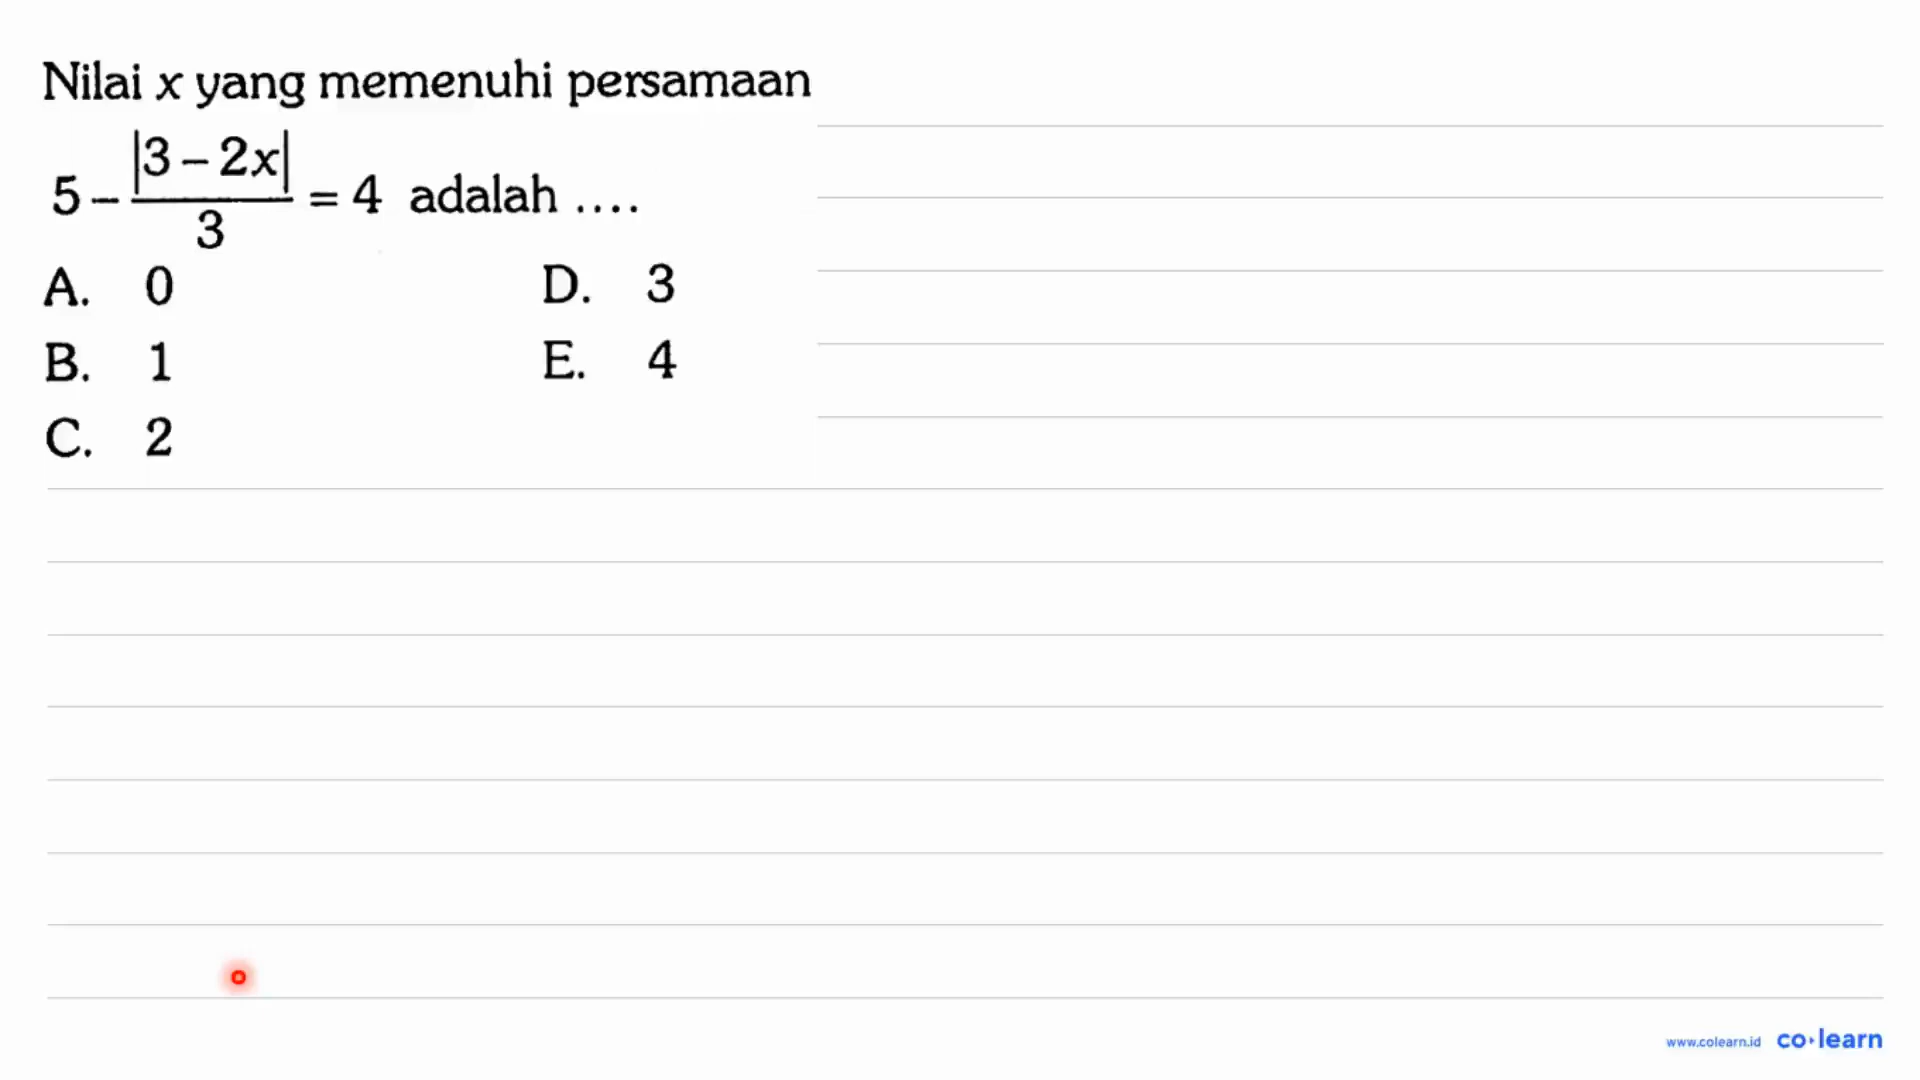 Nilai x yang memenuhi persamaan
5 - |3 - 2x|/3 = 4 adalah ....
A. 0
B. 1
C. 2
D. 3
E. 4
www.colearn.id co learn